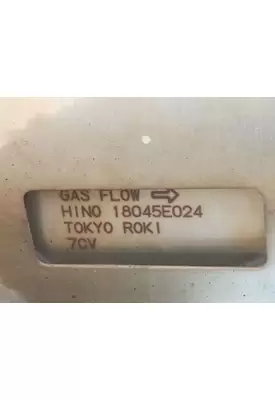 GAS FLOW ⇨
HINO 18045E024
TOKYO ROKI
7CV